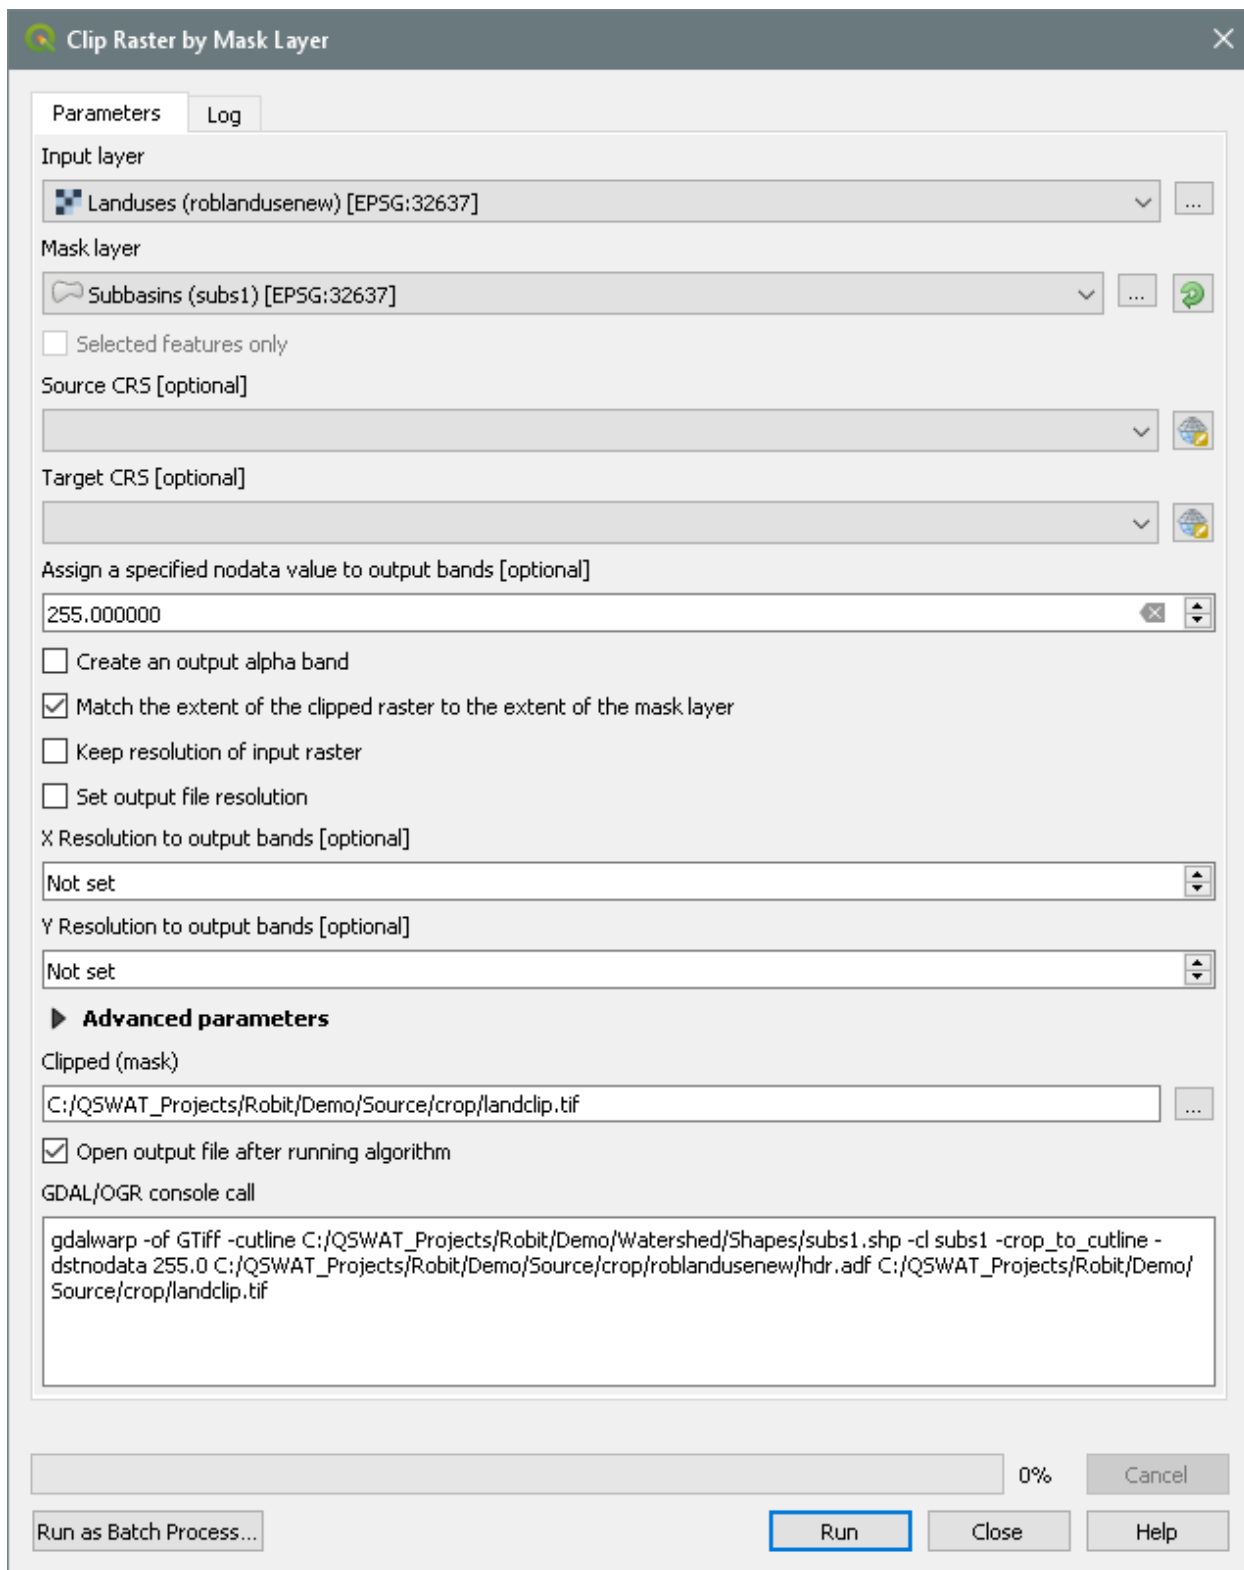 Clip Raster by Mask Layer
Parameters
Log
Input layer
Landuses (roblandusenew) [EPSG:32637]
...
Mask layer
Subbasins (subs1) [EPSG:32637]
...
Selected features only
Source CRS [optional]
Target CRS [optional]
Assign a specified nodata value to output bands [optional]
255.000000
Create an output alpha band
Match the extent of the clipped raster to the extent of the mask layer
Keep resolution of input raster
Set output file resolution
X Resolution to output bands [optional]
Not set
Y Resolution to output bands [optional]
Not set
Advanced parameters
Clipped (mask)
C:/QSWAT_Projects/Robit/Demo/Source/crop/landclip.tif
...
Open output file after running algorithm
GDAL/OGR console call
gdalwarp -of GTiff -cutline C:/QSWAT_Projects/Robit/Demo/Watershed/Shapes/subs1.shp -cl subs1 -crop_to_cutline -
dstnodata 255.0 C:/QSWAT_Projects/Robit/Demo/Source/crop/roblandusenew/hdr.adf C:/QSWAT_Projects/Robit/Demo/
Source/crop/landclip.tif
0%
Cancel
Run as Batch Process...
Run
Close
Help